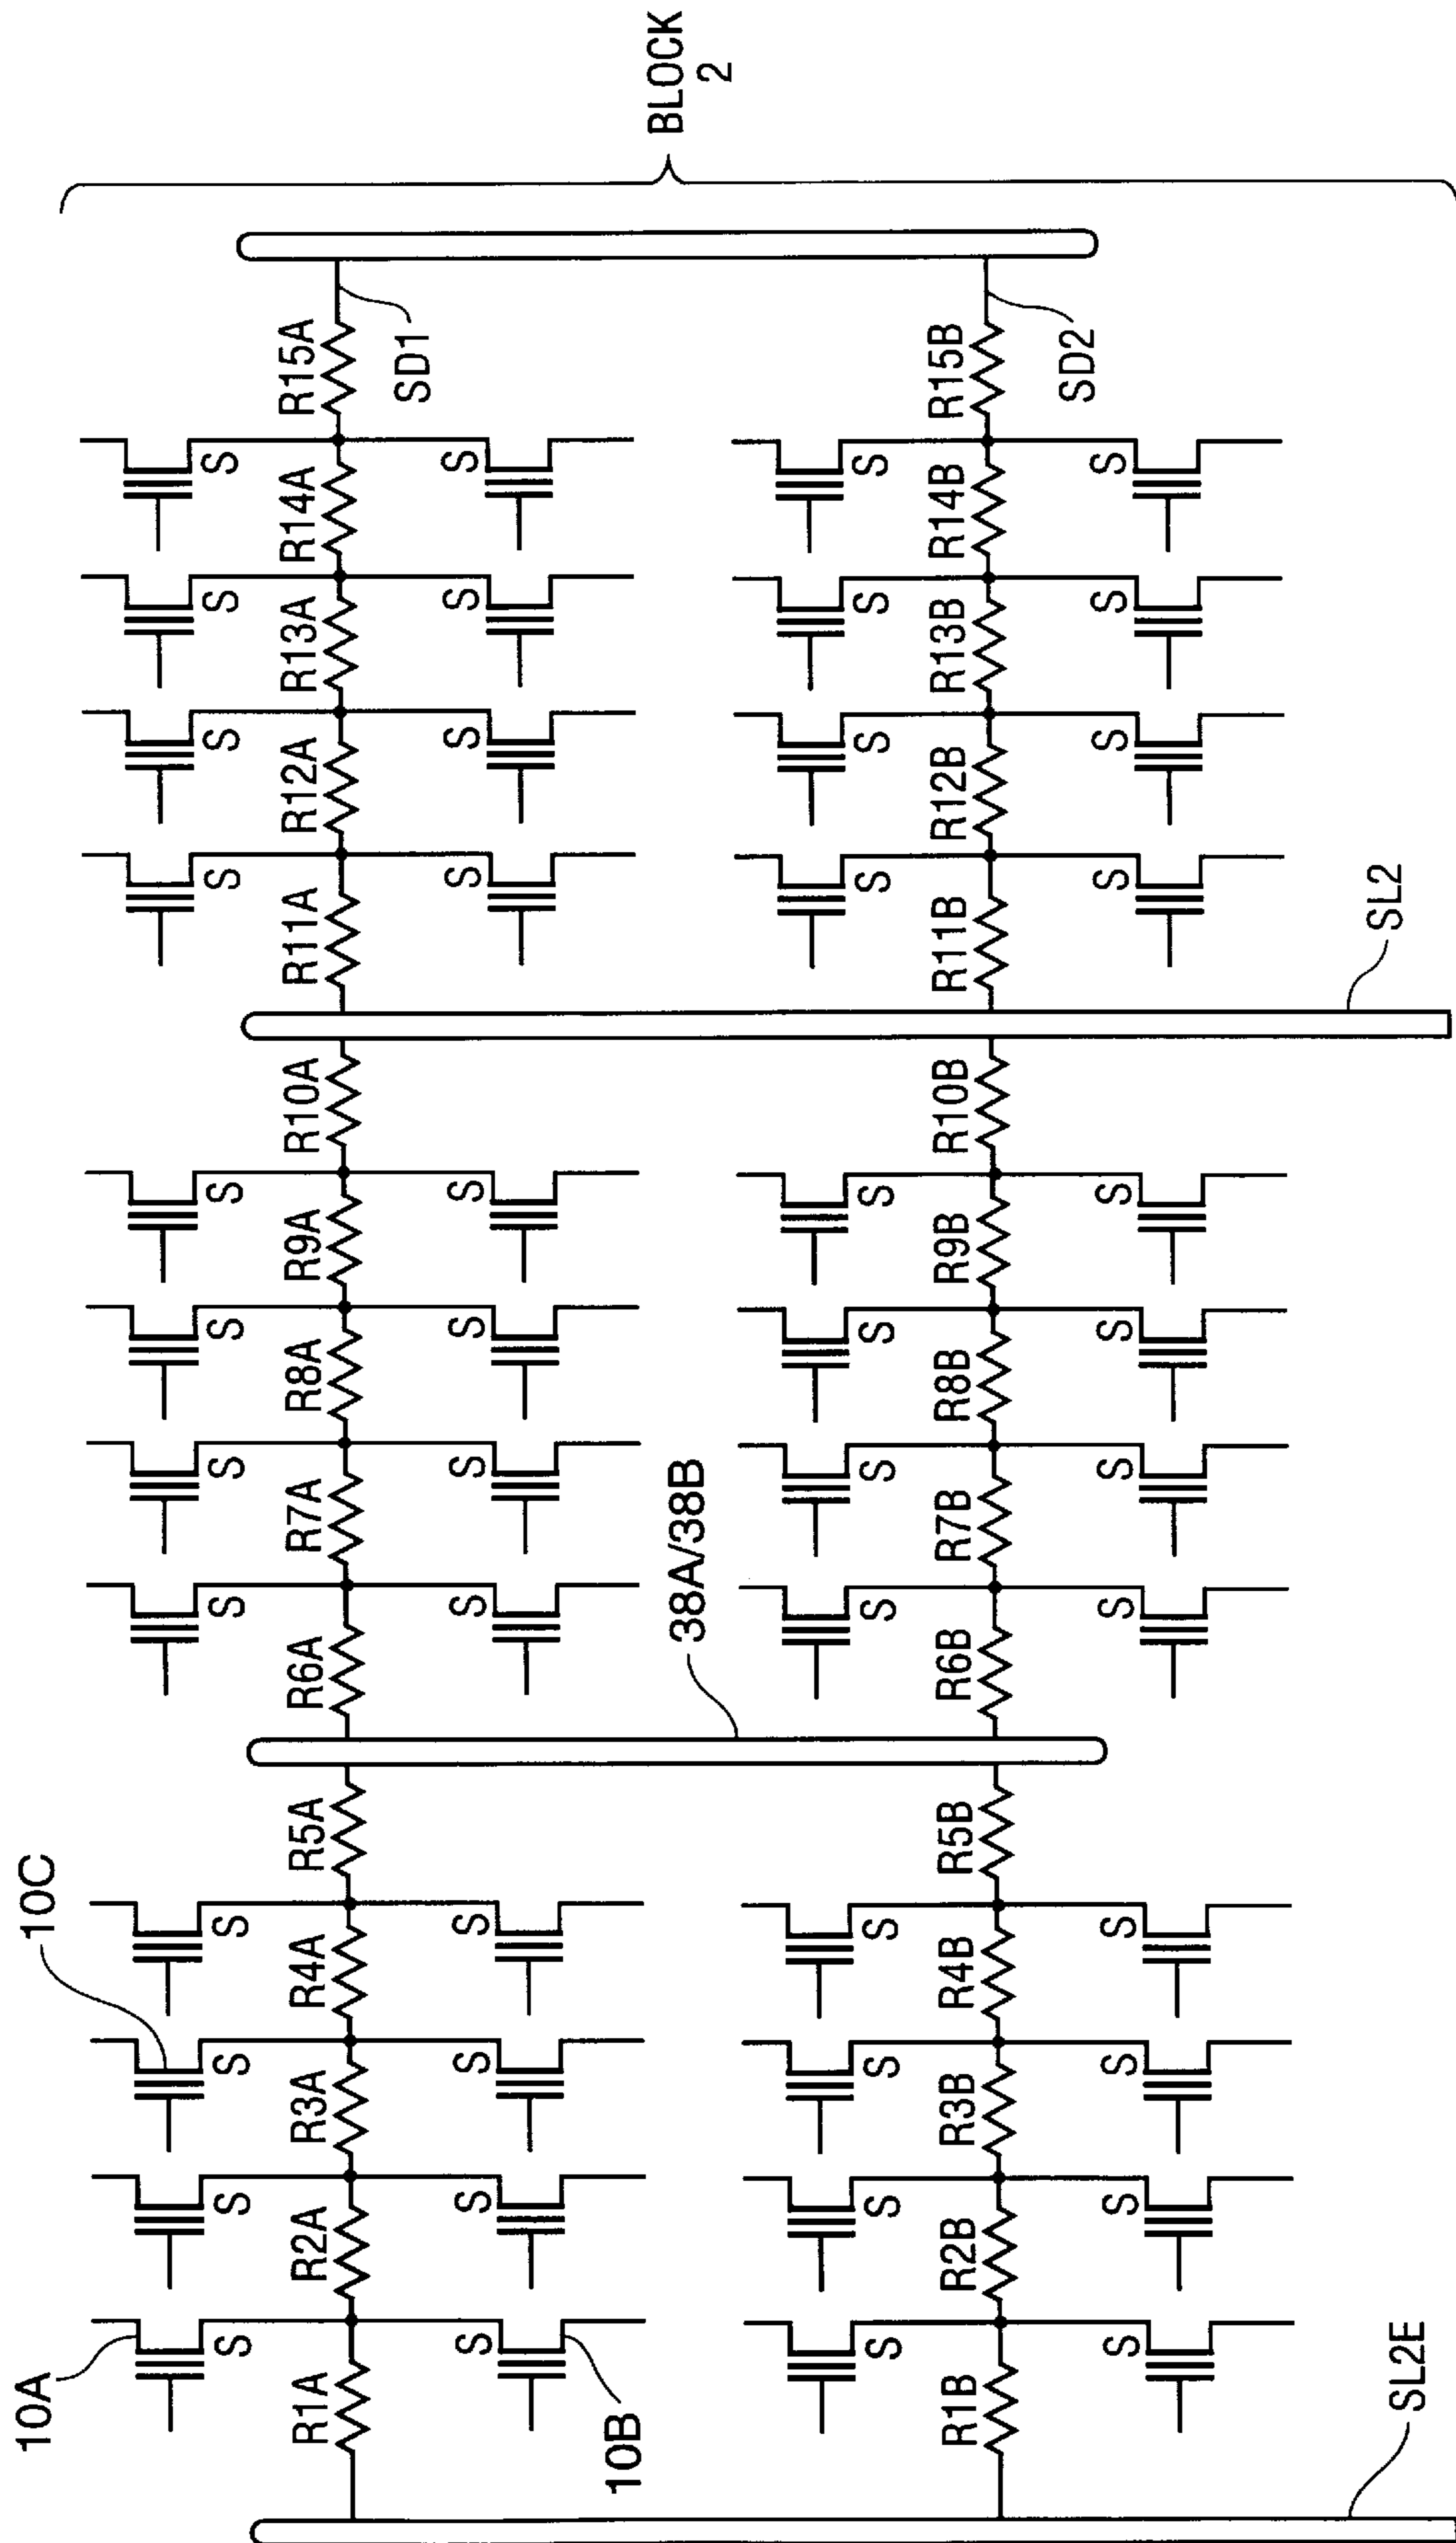 10A
10C
S S S S S S S S S S S S
R1A R2A R3A R4A R5A R6A R7A R8A R9A R10A R11A R12A R13A R14A R15A
SD1
S S S S S S S S S S S S
10B
38A/38B
BLOCK
2
S S S S S S S S S S S S
R1B R2B R3B R4B R5B R6B R7B R8B R9B R10B R11B R12B R13B R14B R15B
SD2
S S S S S S S S S S S S
SL2E
SL2